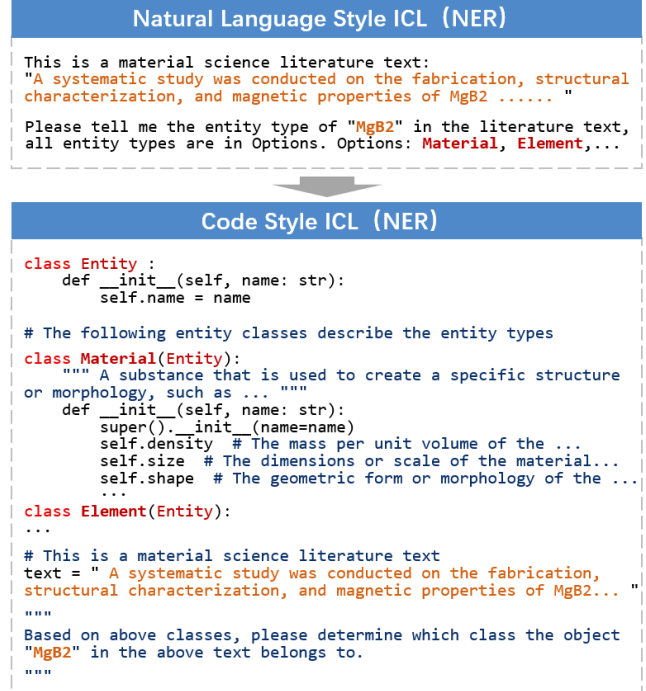 Natural Language Style ICL（NER）
This is a material science literature text:
"A systematic study was conducted on the fabrication, structural
characterization, and magnetic properties of MgB2 ...... "
Please tell me the entity type of "MgB2" in the literature text,
all entity types are in Options. Options: Material, Element,...
Code Style ICL（NER）
class Entity :
    def __init__(self, name: str):
        self.name = name
# The following entity classes describe the entity types
class Material(Entity):
    """ A substance that is used to create a specific structure
or morphology, such as ... """
    def __init__(self, name: str):
        super().__init__(name=name)
        self.density  # The mass per unit volume of the ...
        self.size  # The dimensions or scale of the material...
        self.shape  # The geometric form or morphology of the ...
        ...
class Element(Entity):
...
# This is a material science literature text
text = " A systematic study was conducted on the fabrication,
structural characterization, and magnetic properties of MgB2... "
"""
Based on above classes, please determine which class the object
"MgB2" in the above text belongs to.
"""